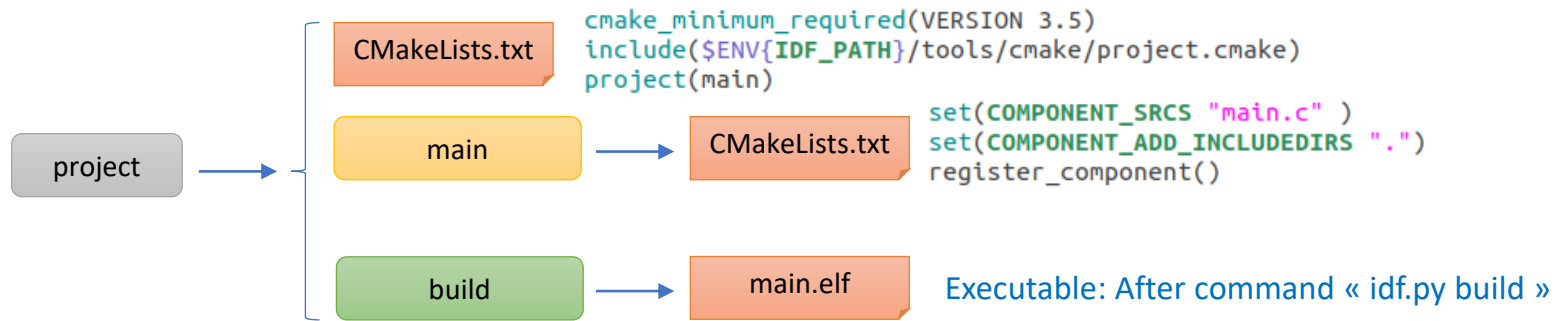 project
CMakeLists.txt
cmake_minimum_required(VERSION 3.5)
include($ENV{IDF_PATH}/tools/cmake/project.cmake)
project(main)
main
CMakeLists.txt
set(COMPONENT_SRCS "main.c" )
set(COMPONENT_ADD_INCLUDEDIRS ".")
register_component()
build
main.elf
Executable: After command « idf.py build »